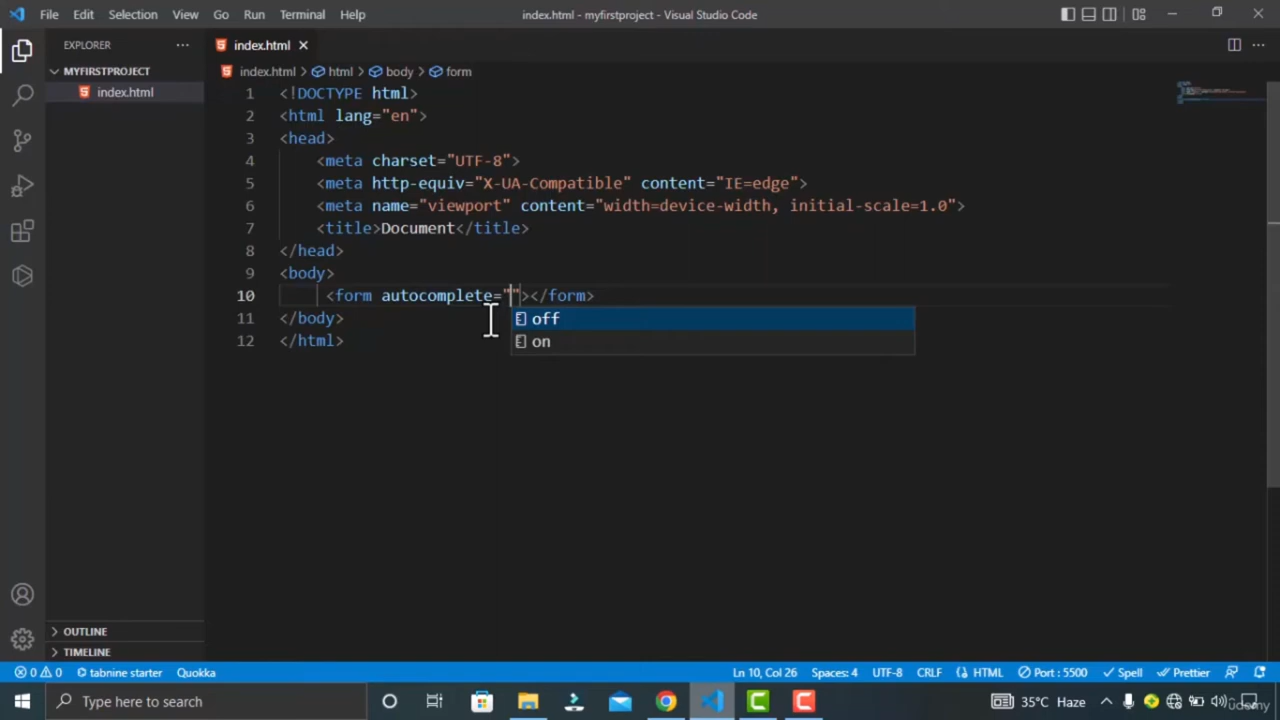 File Edit Selection View Go Run Terminal Help
index.html - myfirstproject - Visual Studio Code
EXPLORER
index.html
MYFIRSTPROJECT
index.html
index.html > html > body > form
1 <!DOCTYPE html>
2 <html lang="en">
3 <head>
4 <meta charset="UTF-8">
5 <meta http-equiv="X-UA-Compatible" content="IE=edge">
6 <meta name="viewport" content="width=device-width, initial-scale=1.0">
7 <title>Document</title>
8 </head>
9 <body>
10 <form autocomplete=""></form>
off
on
11 </body>
12 </html>
OUTLINE
TIMELINE
0 0 tabnine starter Quokka
Ln 10, Col 26 Spaces: 4 UTF-8 CRLF HTML Port : 5500 Spell Prettier
Type here to search
35°C Haze
ûdemy